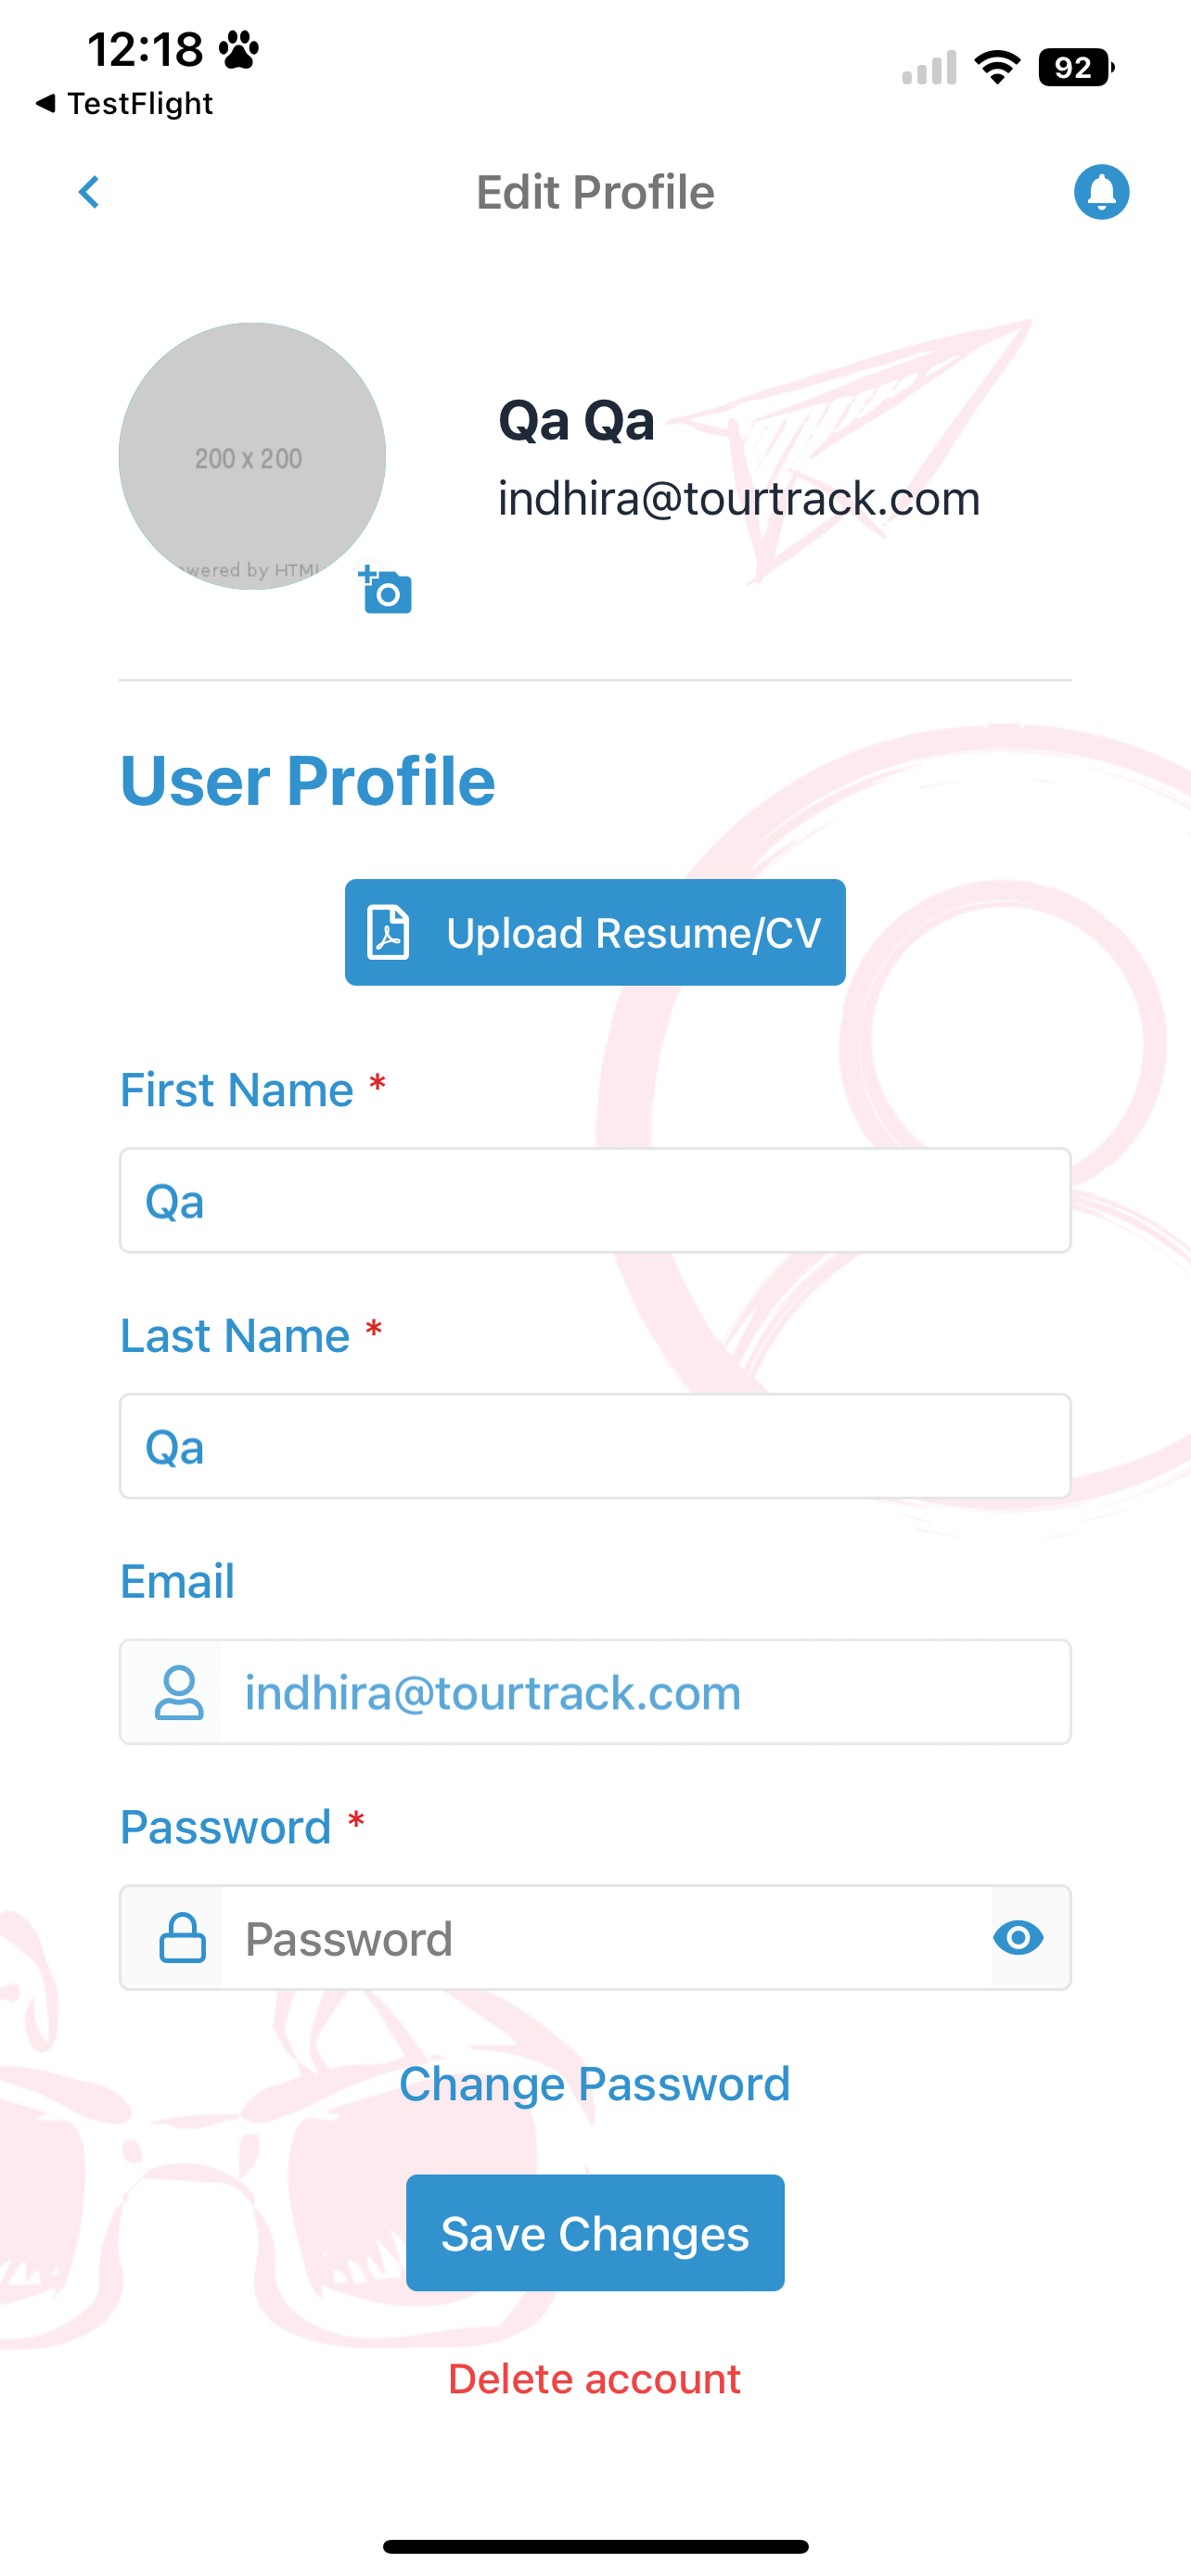 12:18
92
TestFlight
Edit Profile
200 x 200
Qa Qa
indhira@tourtrack.com
wered by HTML
User Profile
Upload Resume/CV
First Name *
Qa
Last Name *
Qa
Email
indhira@tourtrack.com
Password *
Password
Change Password
Save Changes
Delete account